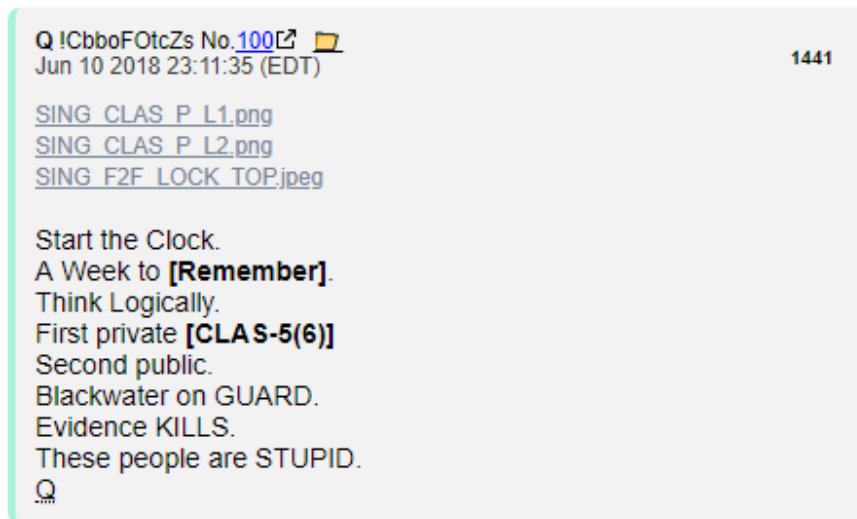 Q !CbboFOtcZs No.100
Jun 10 2018 23:11:35 (EDT)
1441
SING_CLAS_P_L1.png
SING_CLAS_P_L2.png
SING_F2F_LOCK_TOP.jpeg
Start the Clock.
A Week to [Remember].
Think Logically.
First private [CLAS-5(6)]
Second public.
Blackwater on GUARD.
Evidence KILLS.
These people are STUPID.
Q